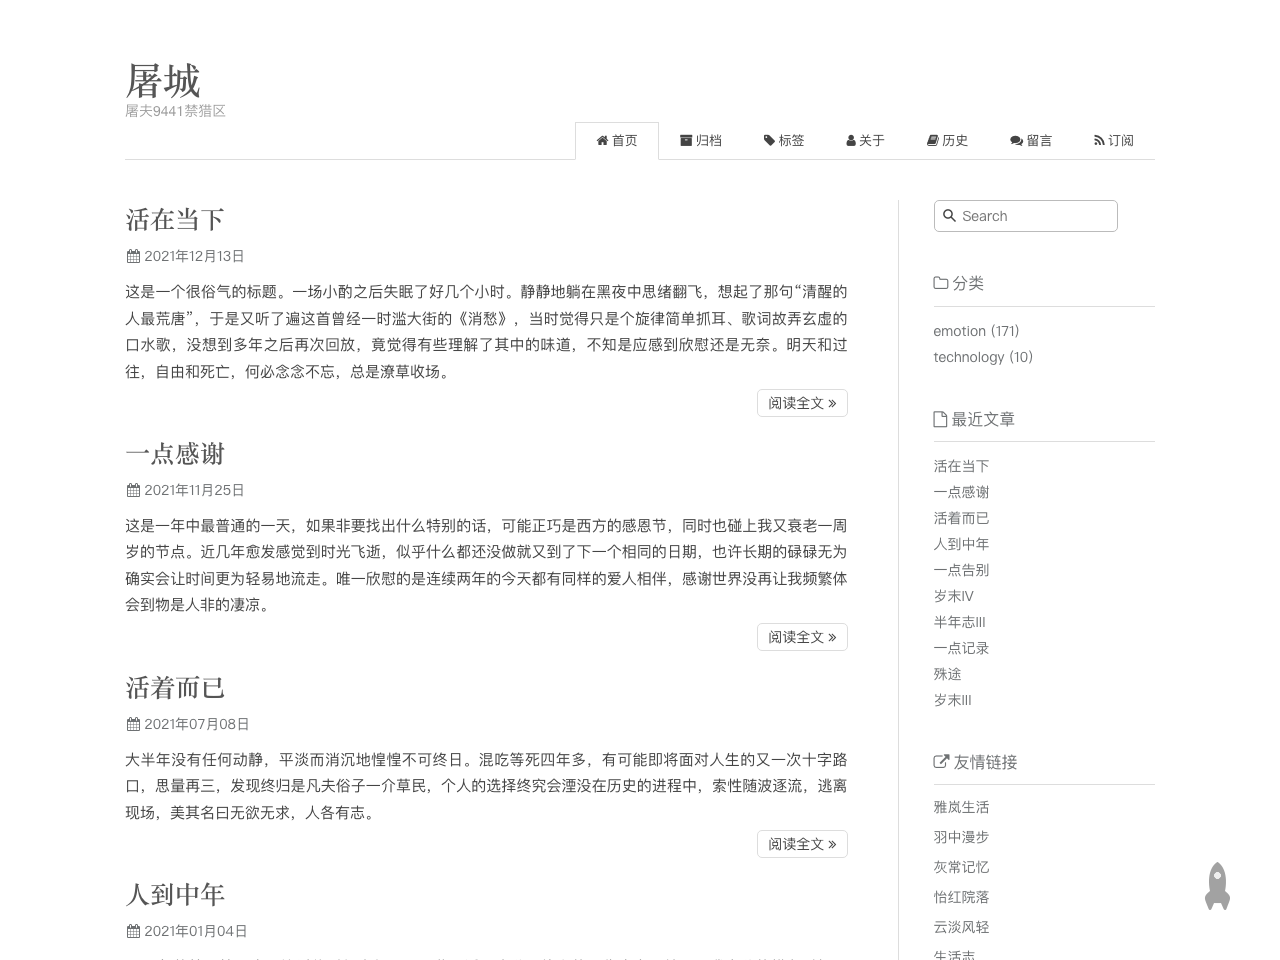 屠城
屠夫9441禁猎区
首页 归档 标签 关于 历史 留言 订阅
活在当下
2021年12月13日
这是一个很俗气的标题。一场小酌之后失眠了好几个小时。静静地躺在黑夜中思绪翻飞，想起了那句“清醒的
人最荒唐”，于是又听了遍这首曾经一时滥大街的《消愁》，当时觉得只是个旋律简单抓耳、歌词故弄玄虚的
口水歌，没想到多年之后再次回放，竟觉得有些理解了其中的味道，不知是应感到欣慰还是无奈。明天和过
往，自由和死亡，何必念念不忘，总是潦草收场。
阅读全文 »
一点感谢
2021年11月25日
这是一年中最普通的一天，如果非要找出什么特别的话，可能正巧是西方的感恩节，同时也碰上我又衰老一周
岁的节点。近几年愈发感觉到时光飞逝，似乎什么都还没做就又到了下一个相同的日期，也许长期的碌碌无为
确实会让时间更为轻易地流走。唯一欣慰的是连续两年的今天都有同样的爱人相伴，感谢世界没再让我频繁体
会到物是人非的凄凉。
阅读全文 »
活着而已
2021年07月08日
大半年没有任何动静，平淡而消沉地惶惶不可终日。混吃等死四年多，有可能即将面对人生的又一次十字路
口，思量再三，发现终归是凡夫俗子一介草民，个人的选择终究会湮没在历史的进程中，索性随波逐流，逃离
现场，美其名曰无欲无求，人各有志。
阅读全文 »
人到中年
2021年01月04日
Search
分类
emotion (171)
technology (10)
最近文章
活在当下
一点感谢
活着而已
人到中年
一点告别
岁末IV
半年志III
一点记录
殊途
岁末III
友情链接
雅岚生活
羽中漫步
灰常记忆
怡红院落
云淡风轻
生活志